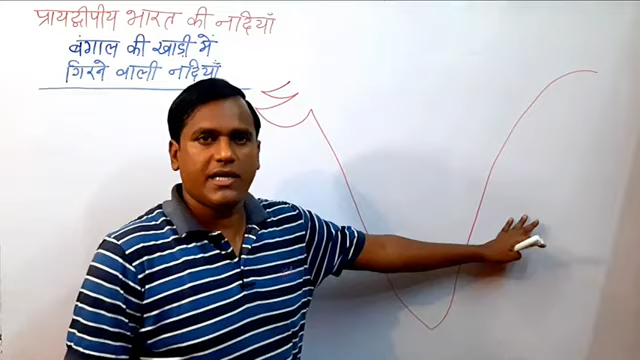 प्रायद्वीपीय भारत की नदियाँ
बंगाल की खाड़ी में
गिरने वाली नदियाँ